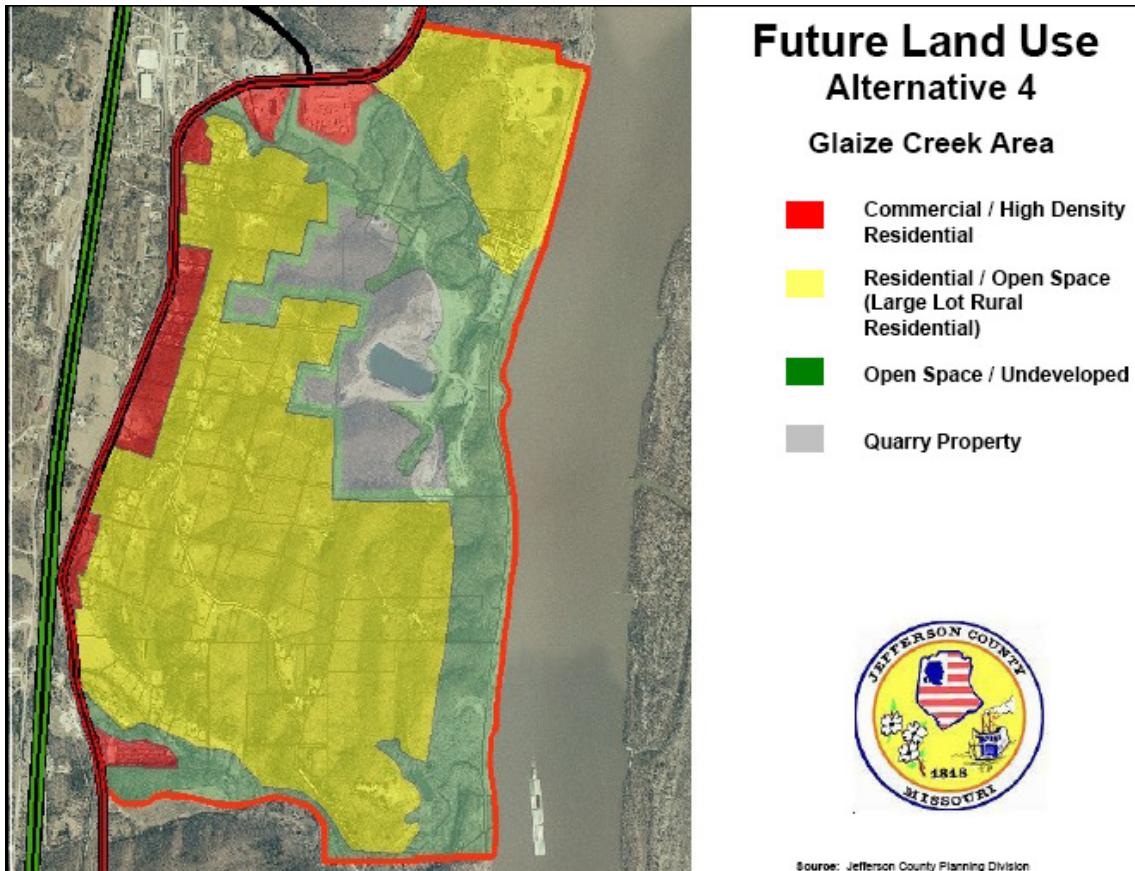 Future Land Use
Alternative 4
Glaize Creek Area
Commercial / High Density
Residential
Residential / Open Space
(Large Lot Rural
Residential)
Open Space / Undeveloped
Quarry Property
JEFFERSON COUNTY
1818
MISSOURI
Source: Jefferson County Planning Division